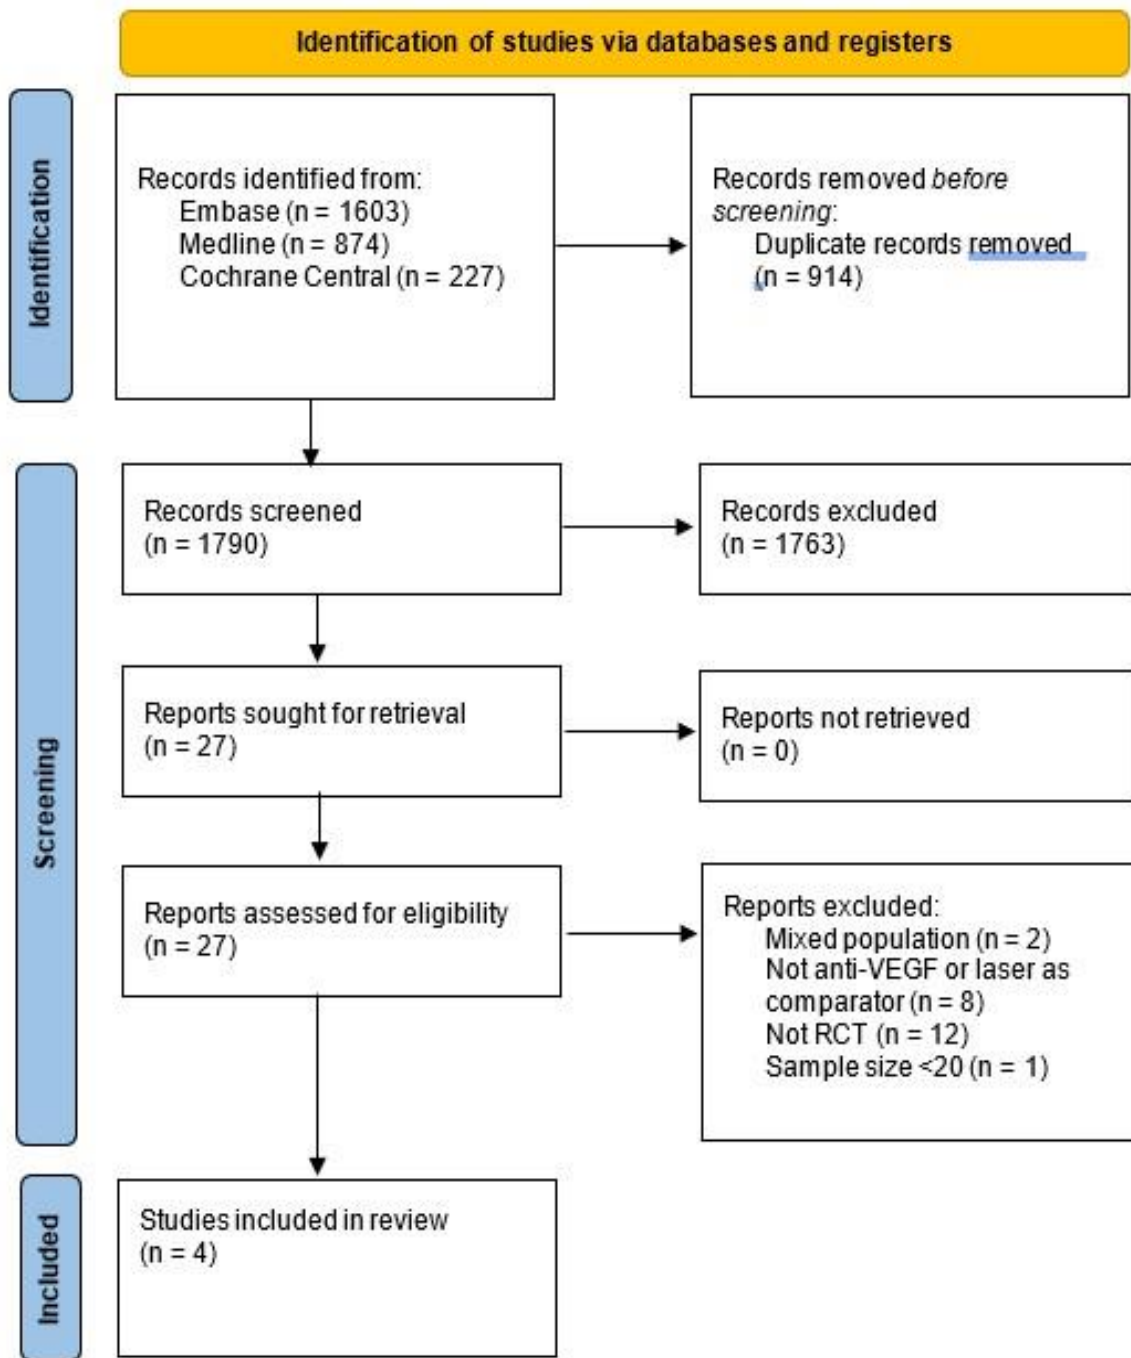 Identification of studies via databases and registers
Identification
Records identified from:
Embase (n = 1603)
Medline (n = 874)
Cochrane Central (n = 227)
Records removed before
screening:
Duplicate records removed
(n = 914)
Screening
Records screened
(n = 1790)
Records excluded
(n = 1763)
Reports sought for retrieval
(n = 27)
Reports not retrieved
(n = 0)
Reports assessed for eligibility
(n = 27)
Reports excluded:
Mixed population (n = 2)
Not anti-VEGF or laser as
comparator (n = 8)
Not RCT (n = 12)
Sample size <20 (n = 1)
Included
Studies included in review
(n = 4)